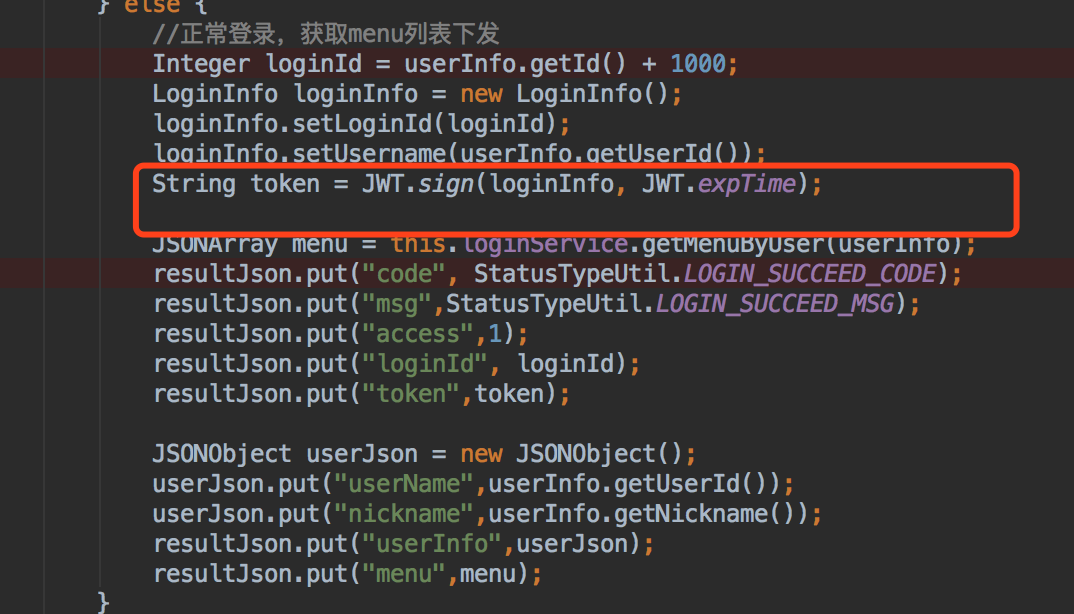 } else {
//正常登录，获取menu列表下发
Integer loginId = userInfo.getId() + 1000;
LoginInfo loginInfo = new LoginInfo();
loginInfo.setLoginId(loginId);
loginInfo.setUsername(userInfo.getUserId());
String token = JWT.sign(loginInfo, JWT.expTime);
JSONArray menu = this.loginService.getMenuByUser(userInfo);
resultJson.put("code", StatusTypeUtil.LOGIN_SUCCEED_CODE);
resultJson.put("msg",StatusTypeUtil.LOGIN_SUCCEED_MSG);
resultJson.put("access",1);
resultJson.put("loginId", loginId);
resultJson.put("token",token);
JSONObject userJson = new JSONObject();
userJson.put("userName",userInfo.getUserId());
userJson.put("nickname",userInfo.getNickname());
resultJson.put("userInfo",userJson);
resultJson.put("menu",menu);
}